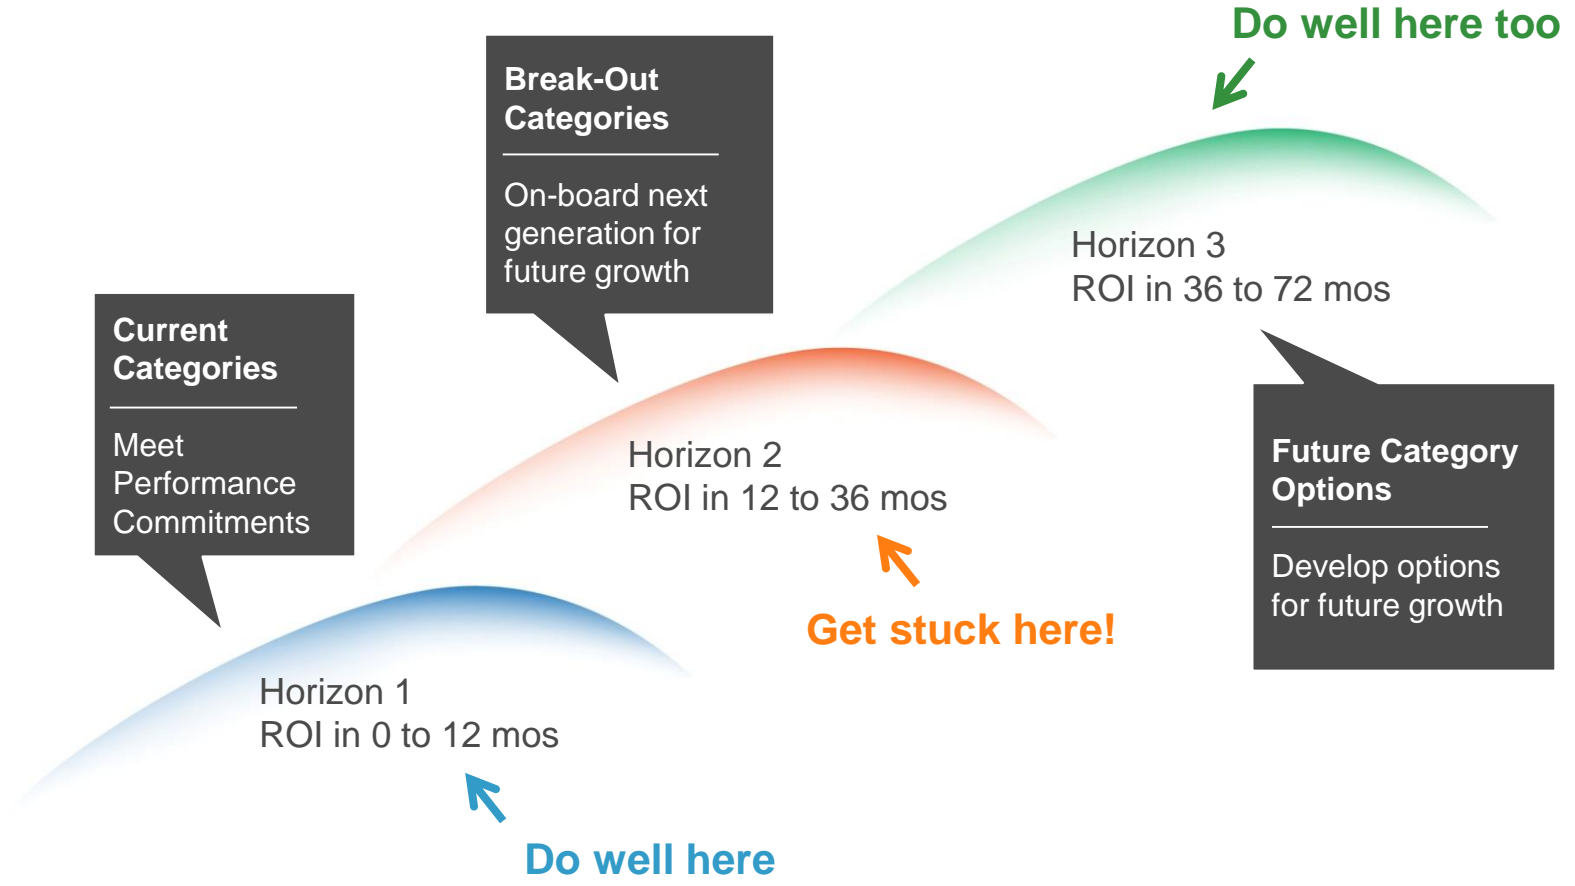 Do well here too
Break-Out
Categories
On-board next
generation for
future growth
Horizon 3
ROI in 36 to 72 mos
Current
Categories
Meet
Performance
Commitments
Horizon 2
ROI in 12 to 36 mos
Get stuck here!
Future Category
Options
Develop options
for future growth
Horizon 1
ROI in 0 to 12 mos
Do well here